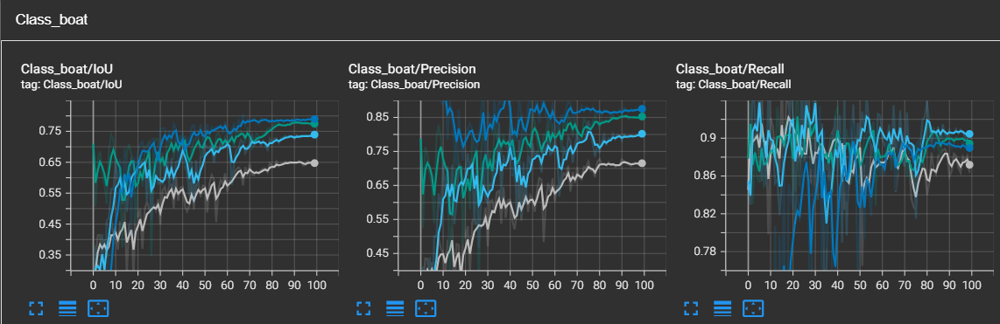 Class_boat
Class_boat/IoU
tag: Class_boat/IoU
0.75
0.65
0.55
0.45
0.35
0 10 20 30 40 50 60 70 80 90 100
Class_boat/Precision
tag: Class_boat/Precision
0.85
0.75
0.65
0.55
0.45
0 10 20 30 40 50 60 70 80 90 100
Class_boat/Recall
tag: Class_boat/Recall
0.9
0.86
0.82
0.78
0 10 20 30 40 50 60 70 80 90 100